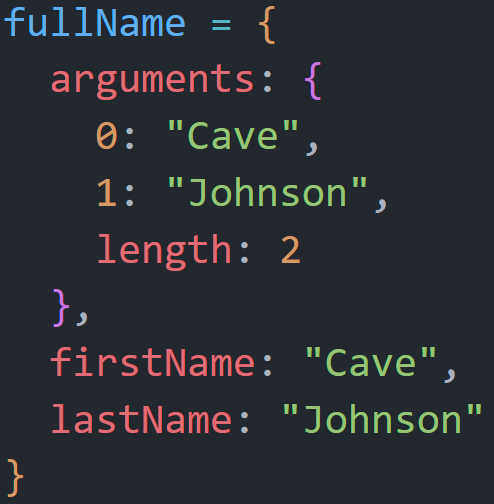 fullName = {
  arguments: {
    0: "Cave",
    1: "Johnson",
    length: 2
  },
  firstName: "Cave",
  lastName: "Johnson"
}